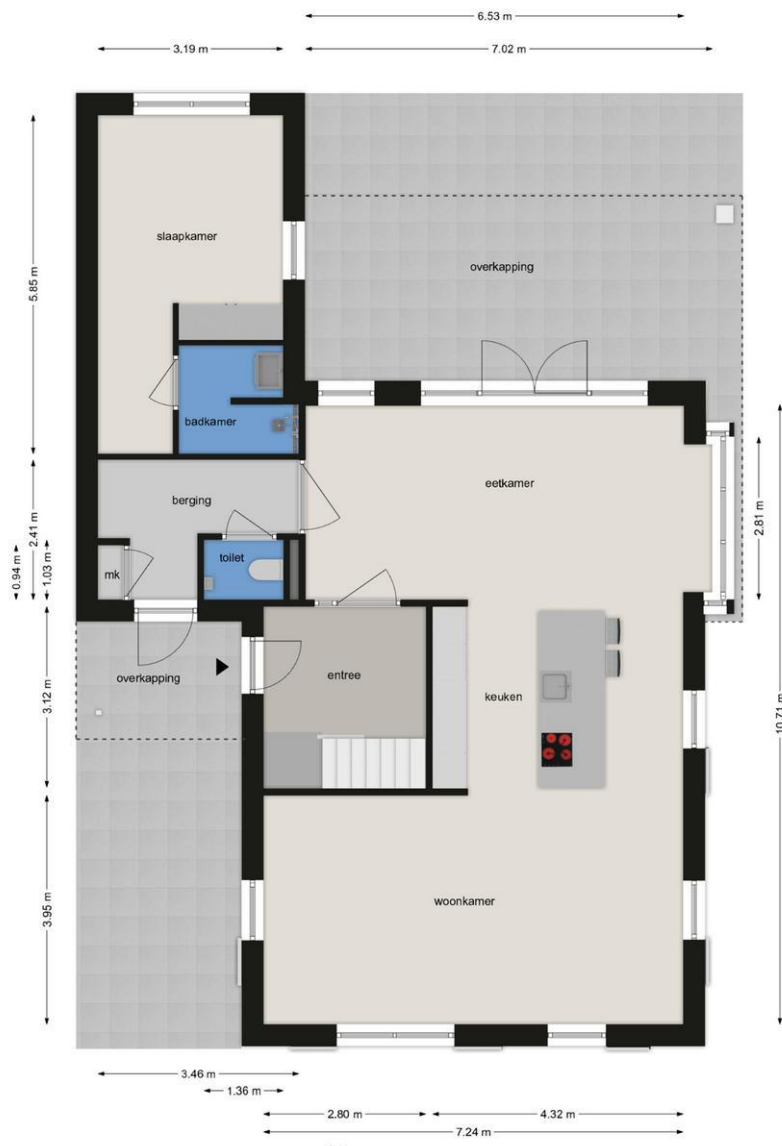 6.53 m
3.19 m
7.02 m
slaapkamer
overkapping
5.85 m
badkamer
eetkamer
berging
2.41 m
2.81 m
toilet
mk
0.94 m
1.03 m
overkapping
entree
keuken
3.12 m
10.71 m
woonkamer
3.95 m
3.46 m
1.36 m
2.80 m
4.32 m
7.24 m